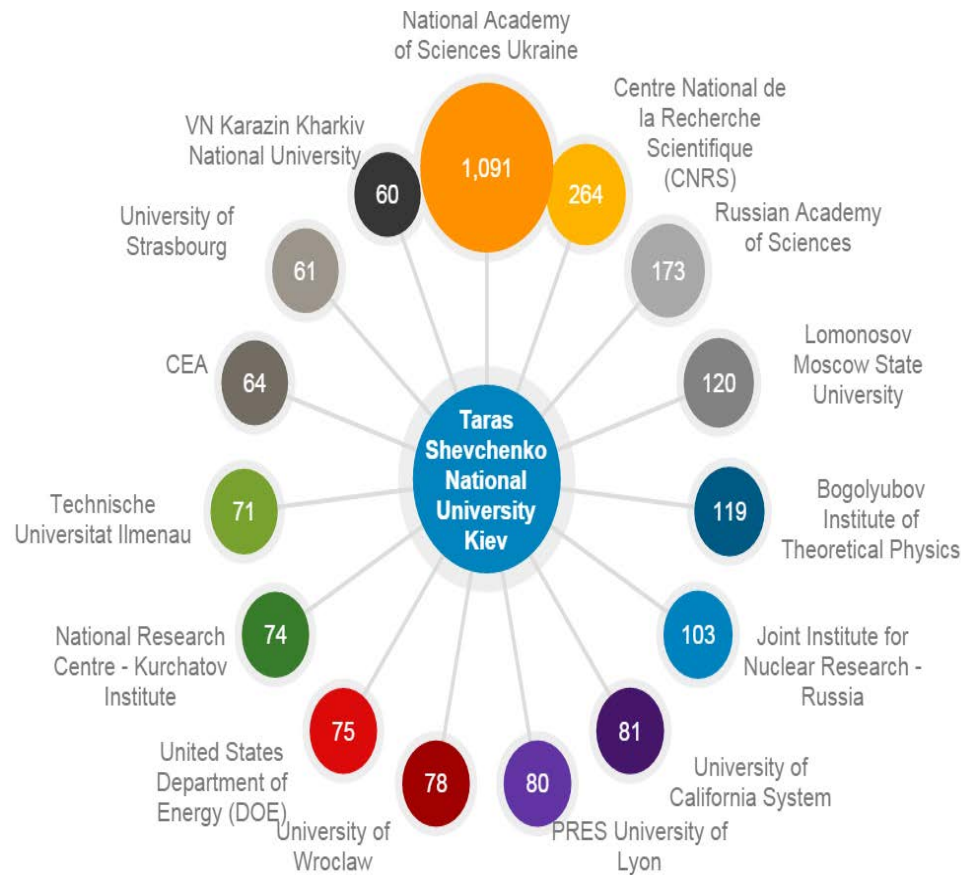 National Academy
of Sciences Ukraine
1,091
Centre National de
la Recherche
Scientifique
(CNRS)
264
Russian Academy
of Sciences
173
Lomonosov
Moscow State
University
120
Bogolyubov
Institute of
Theoretical Physics
119
Joint Institute for
Nuclear Research -
Russia
103
University of
California System
81
PRES University of
Lyon
80
University of
Wroclaw
78
United States
Department of
Energy (DOE)
75
National Research
Centre - Kurchatov
Institute
74
Technische
Universitat Ilmenau
71
CEA
64
University of
Strasbourg
61
VN Karazin Kharkiv
National University
60
Taras
Shevchenko
National
University
Kiev